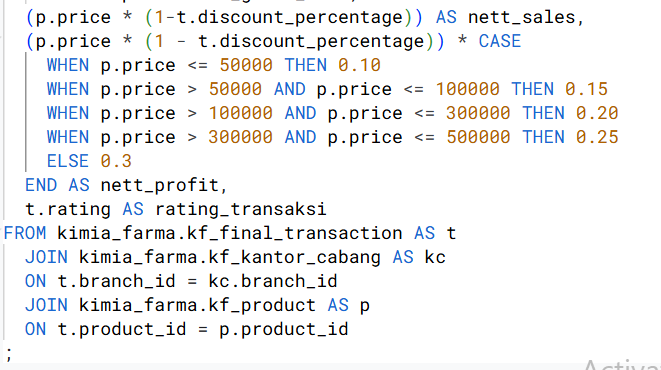 (p.price * (1-t.discount_percentage)) AS nett_sales,
(p.price * (1 - t.discount_percentage)) * CASE
WHEN p.price <= 50000 THEN 0.10
WHEN p.price > 50000 AND p.price <= 100000 THEN 0.15
WHEN p.price > 100000 AND p.price <= 300000 THEN 0.20
WHEN p.price > 300000 AND p.price <= 500000 THEN 0.25
ELSE 0.3
END AS nett_profit,
t.rating AS rating_transaksi
FROM kimia_farma.kf_final_transaction AS t
JOIN kimia_farma.kf_kantor_cabang AS kc
ON t.branch_id = kc.branch_id
JOIN kimia_farma.kf_product AS p
ON t.product_id = p.product_id
;